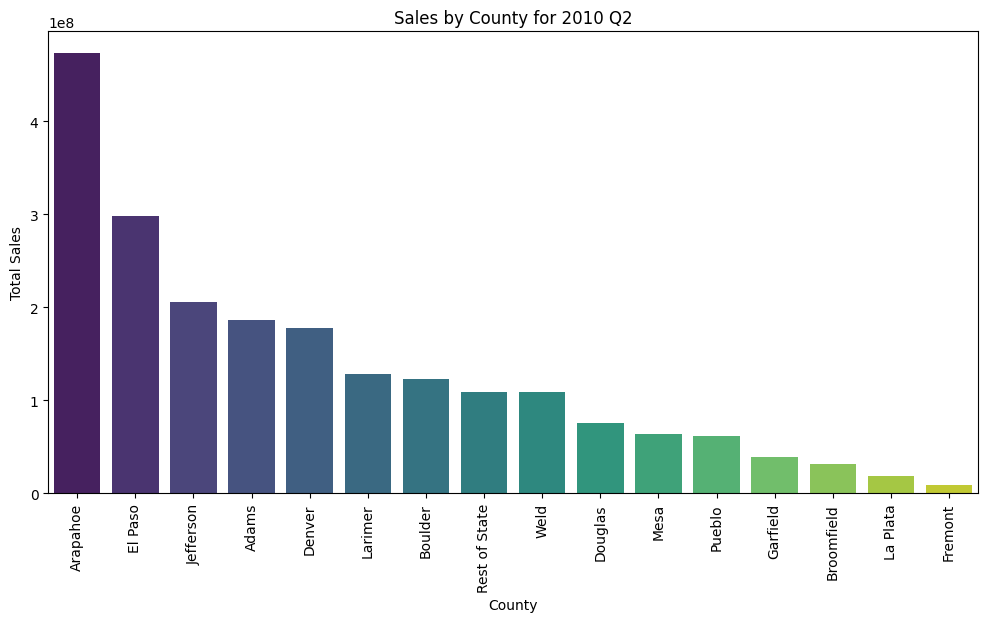 Sales by County for 2010 Q2
1e8
Total Sales
4
3
2
1
0
Arapahoe
El Paso
Jefferson
Adams
Denver
Larimer
Boulder
Rest of State
Weld
Douglas
Mesa
Pueblo
Garfield
Broomfield
La Plata
Fremont
County